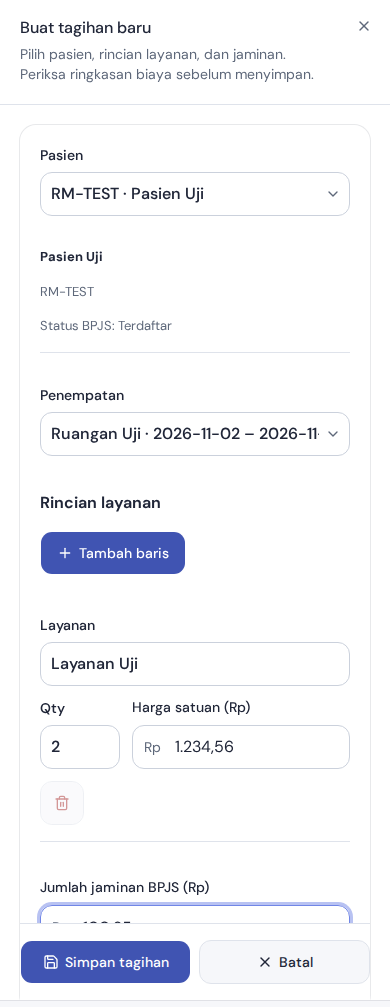 Buat tagihan baru
Pilih pasien, rincian layanan, dan jaminan.
Periksa ringkasan biaya sebelum menyimpan.
Pasien
RM-TEST · Pasien Uji
Pasien Uji
RM-TEST
Status BPJS: Terdaftar
Penempatan
Ruangan Uji · 2026-11-02 – 2026-11-
Rincian layanan
Tambah baris
Layanan
Layanan Uji
Qty
Harga satuan (Rp)
2
Rp 1.234,56
Jumlah jaminan BPJS (Rp)
Simpan tagihan
Batal